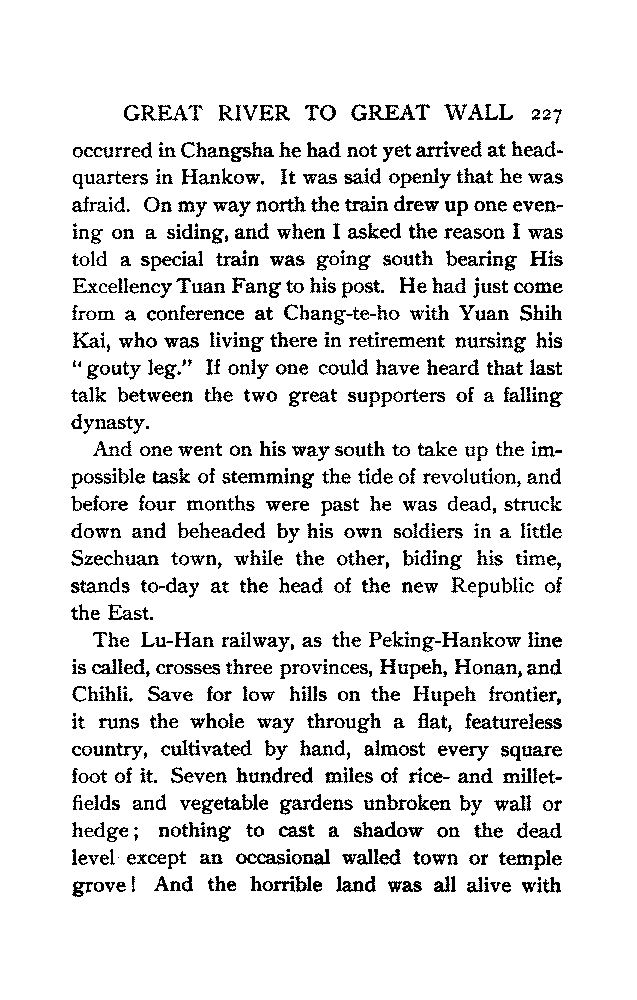 GREAT RIVER TO GREAT WALL 227
occurred in Changsha he had not yet arrived at head-
quarters in Hankow. It was said openly that he was
afraid. On my way north the train drew up one even-
ing on a siding, and when I asked the reason I was
told a special train was going south bearing His
Excellency Tuan Fang to his post. He had just come
from a conference at Chang-te-ho with Yuan Shih
Kai, who was living there in retirement nursing his
"gouty leg." If only one could have heard that last
talk between the two great supporters of a falling
dynasty.
And one went on his way south to take up the im-
possible task of stemming the tide of revolution, and
before four months were past he was dead, struck
down and beheaded by his own soldiers in a little
Szechuan town, while the other, biding his time,
stands to-day at the head of the new Republic of
the East.
The Lu-Han railway, as the Peking-Hankow line
is called, crosses three provinces, Hupeh, Honan, and
Chihli. Save for low hills on the Hupeh frontier,
it runs the whole way through a flat, featureless
country, cultivated by hand, almost every square
foot of it. Seven hundred miles of rice- and millet-
fields and vegetable gardens unbroken by wall or
hedge; nothing to cast a shadow on the dead
level except an occasional walled town or temple
grove! And the horrible land was all alive with